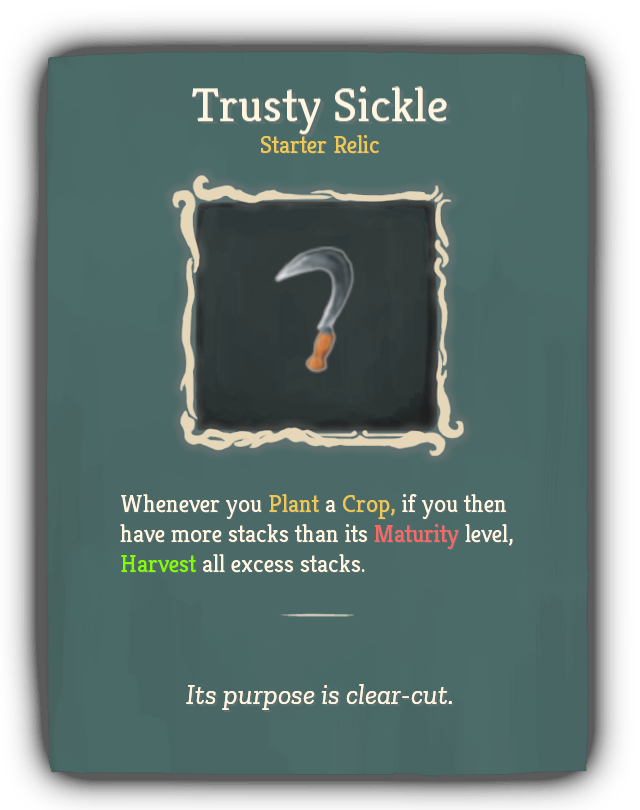 Trusty Sickle
Starter Relic
Whenever you Plant a Crop, if you then
have more stacks than its Maturity level,
Harvest all excess stacks.
Its purpose is clear-cut.